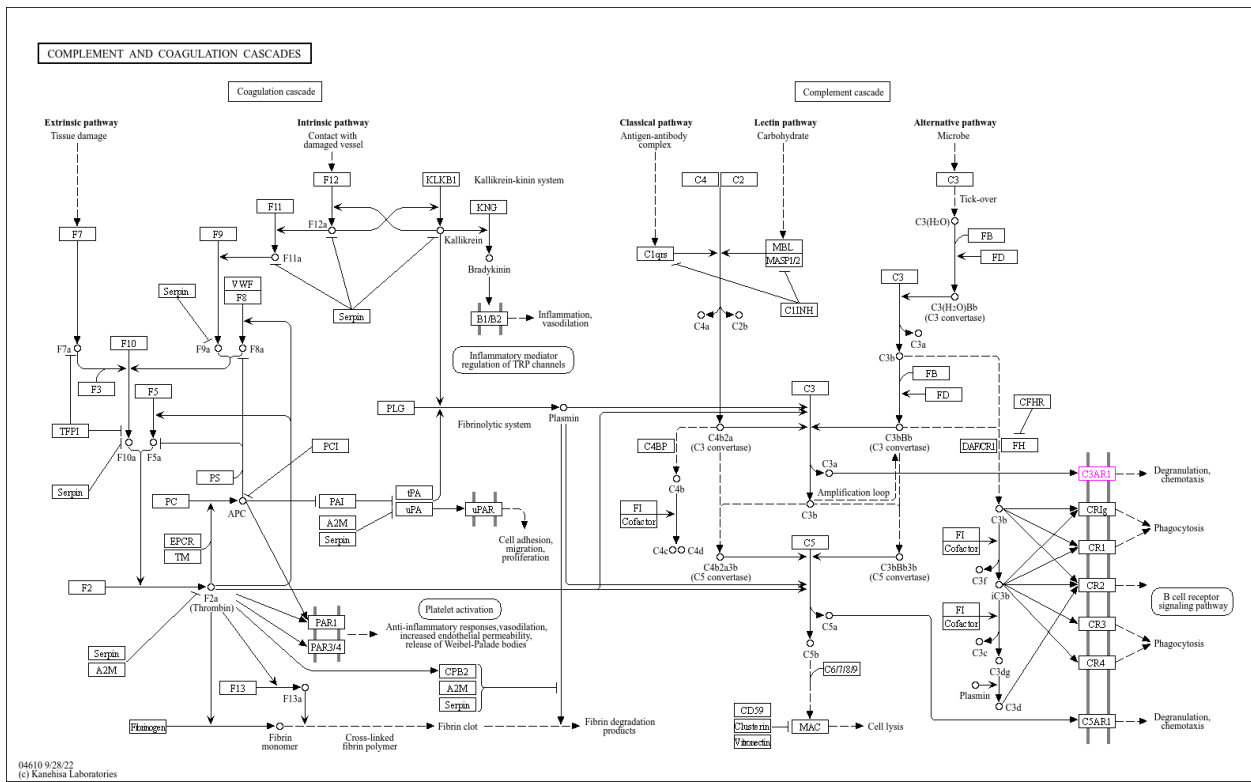 COMPLEMENT AND COAGULATION CASCADES
Coagulation cascade
Complement cascade
Extrinsic pathway
Tissue damage
Intrinsic pathway
Contact with
damaged vessel
Classical pathway
Antigen-antibody
complex
Lectin pathway
Carbohydrate
Alternative pathway
Microbe
F12
KLKB1
Kallikrein-kinin system
C4
C2
C3
Tick-over
F11
KNG
F7
F9
F12a
Kallikrein
C3(H2O)
FB
FD
C1qrs
MBL
MASP1/2
F11a
Bradykinin
C3
VWF
F8
Serpin
Serpin
B1/B2
Inflammation,
vasodilation
C1INH
C3(H2O)Bb
(C3 convertase)
C4a
C2b
C3a
F7a
F10
F9a
F8a
Inflammatory mediator
regulation of TRP channels
C3b
FB
FD
F3
F5
C3
CFHR
PLG
Plasmin
Fibrinolytic system
TFPI
F10a
F5a
PCI
C4BP
C4b2a
(C3 convertase)
C3bBb
(C3 convertase)
DAF/CR1
FH
Serpin
PS
C4b
C3a
C3AR1
Degranulation,
chemotaxis
PC
APC
PAI
tPA
uPA
uPAR
A2M
Serpin
Cell adhesion,
migration,
proliferation
Amplification loop
C3b
FI
Cofactor
C4c
C4d
C3b
CRIg
Phagocytosis
CR1
EPCR
TM
C5
C4b2a3b
(C5 convertase)
C3bBb3b
(C5 convertase)
FI
Cofactor
C3f
iC3b
CR2
B cell receptor
signaling pathway
F2
F2a
(Thrombin)
PAR1
PAR3/4
Platelet activation
Anti-inflammatory responses,vasodilation,
increased endothelial permeability,
release of Weibel-Palade bodies
C5a
C5b
FI
Cofactor
C3c
C3dg
CR3
Phagocytosis
CR4
Serpin
A2M
F13
F13a
CPB2
A2M
Serpin
C6/7/8/9
Plasmin
C3d
Fibrinogen
Fibrin
monomer
Cross-linked
fibrin polymer
Fibrin clot
Fibrin degradation
products
CD59
Clusterin
Vitronectin
MAC
Cell lysis
C5AR1
Degranulation,
chemotaxis
04610 9/28/22
(c) Kanehisa Laboratories